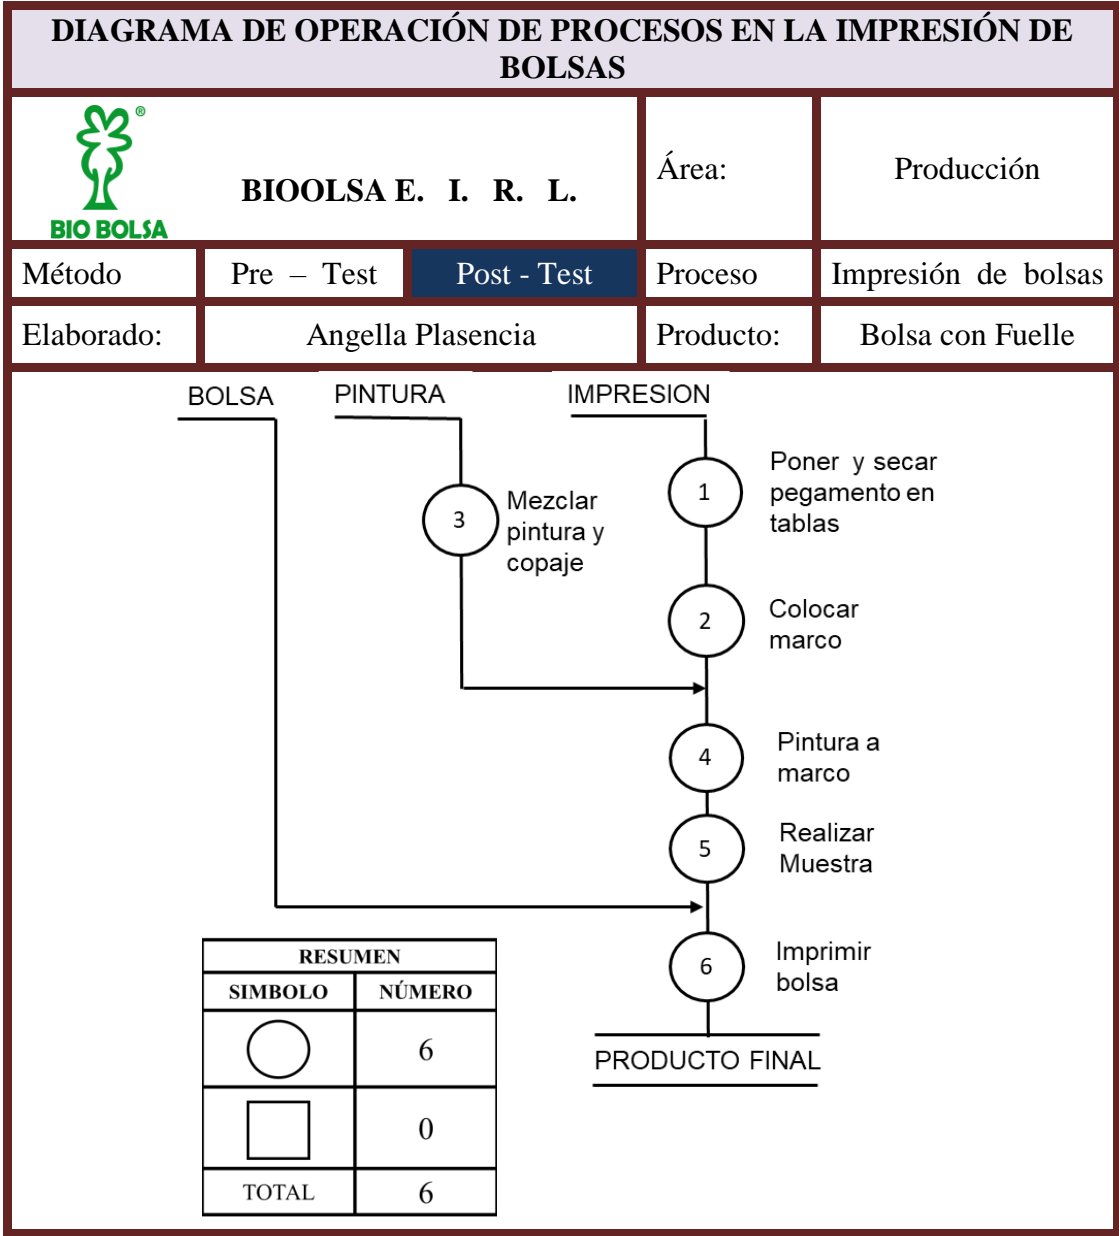 DIAGRAMA DE OPERACIÓN DE PROCESOS EN LA IMPRESIÓN DE
BOLSAS
®
BIO BOLSA
BIOOLSA E. I. R. L.
Área:
Producción
Método
Pre – Test
Post - Test
Proceso
Impresión de bolsas
Elaborado:
Angella Plasencia
Producto:
Bolsa con Fuelle
BOLSA
PINTURA
IMPRESION
1
Poner y secar
pegamento en
tablas
3
Mezclar
pintura y
copaje
2
Colocar
marco
4
Pintura a
marco
5
Realizar
Muestra
6
Imprimir
bolsa
PRODUCTO FINAL
RESUMEN
SIMBOLO
NÚMERO
6
0
TOTAL
6